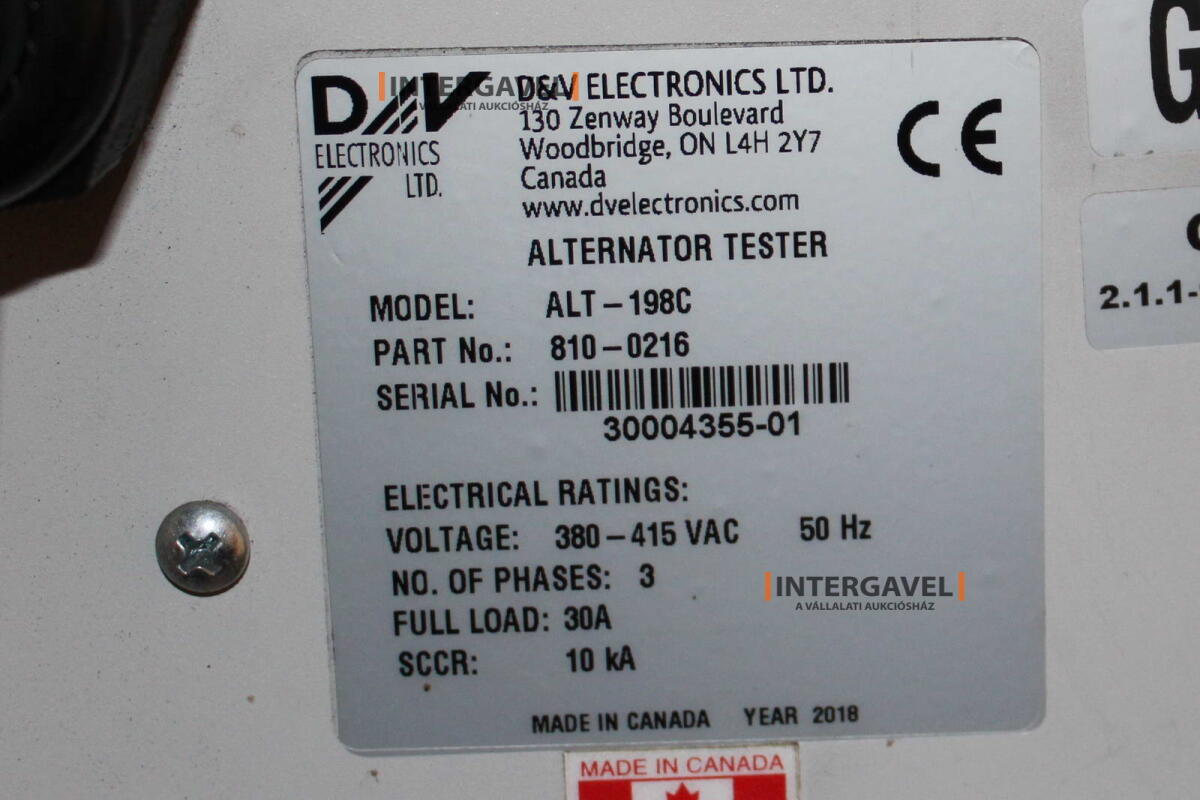 D&V ELECTRONICS LTD.
DV
ELECTRONICS
LTD.
130 Zenway Boulevard
Woodbridge, ON L4H 2Y7
Canada
www.dvelectronics.com
CE
INTERGAVEL
A VÁLLALATI AUKCIÓSHÁZ
ALTERNATOR TESTER
MODEL: ALT-198C
PART No.: 810-0216
SERIAL No.:
30004355-01
ELECTRICAL RATINGS:
VOLTAGE: 380-415 VAC 50 Hz
NO. OF PHASES: 3
FULL LOAD: 30A
SCCR: 10 kA
INTERGAVEL
A VÁLLALATI AUKCIÓSHÁZ
MADE IN CANADA YEAR 2018
MADE IN CANADA
2.1.1-